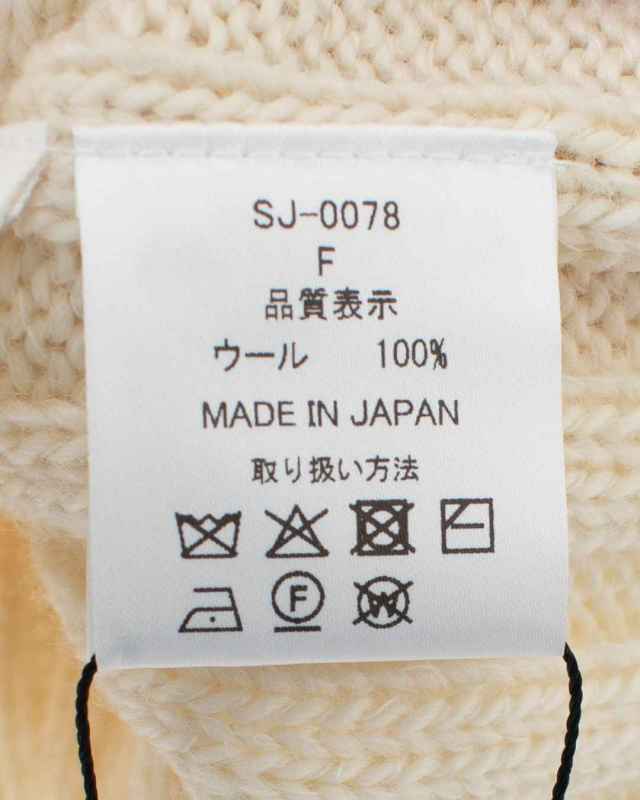 SJ-0078
F
品質表示
ウール 100%
MADE IN JAPAN
取り扱い方法
F W